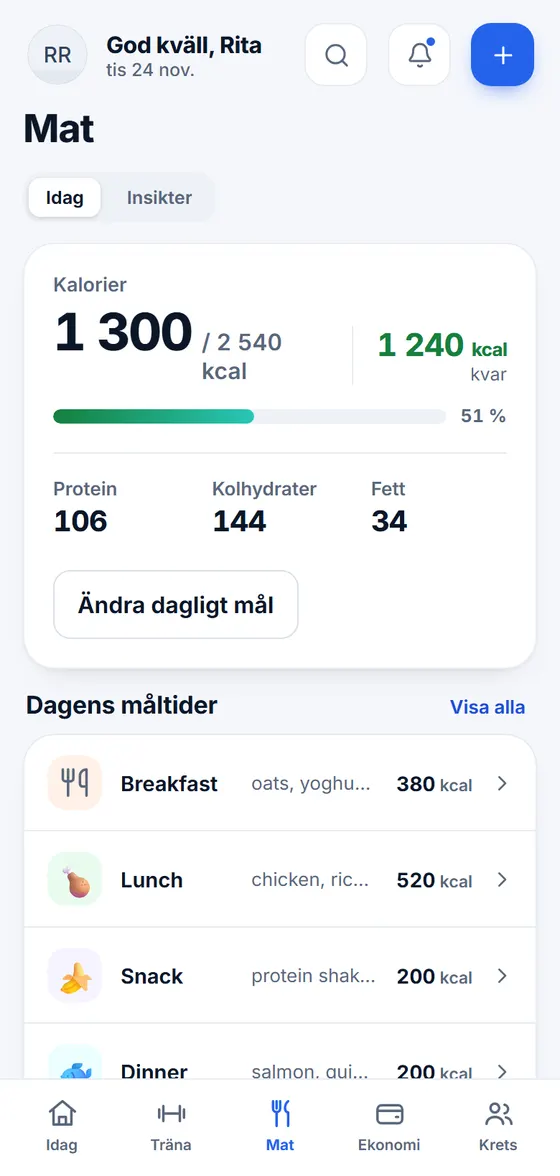 RR
God kväll, Rita
tis 24 nov.
Mat
Idag
Insikter
Kalorier
1 300 / 2 540 kcal
1 240 kcal
kvar
51 %
Protein
106
Kolhydrater
144
Fett
34
Ändra dagligt mål
Dagens måltider
Visa alla
Breakfast oats, yoghu... 380 kcal
Lunch chicken, ric... 520 kcal
Snack protein shak... 200 kcal
Dinner salmon, qui... 200 kcal
Idag
Träna
Mat
Ekonomi
Krets